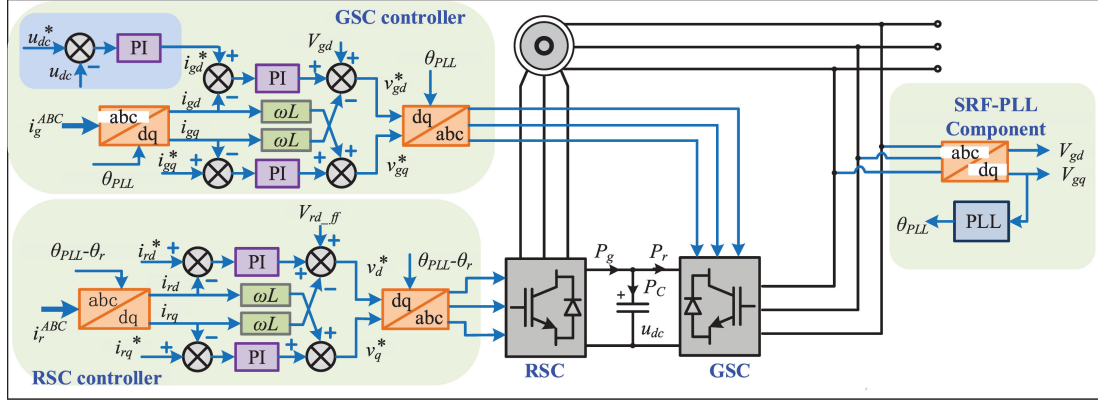 GSC controller
u_dc*
PI
u_dc
i_gd*
V_gd
PI
v_gd*
θ_PLL
i_g^ABC
abc
dq
i_gd
ωL
i_gq
ωL
dq
abc
θ_PLL
i_gq*
PI
v_gq*
SRF-PLL
Component
abc
dq
V_gd
V_gq
PLL
θ_PLL
V_rd_ff
θ_PLL-θ_r
i_rd*
PI
v_d*
θ_PLL-θ_r
i_r^ABC
abc
dq
i_rd
ωL
i_rq
ωL
dq
abc
i_rq*
PI
v_q*
RSC controller
P_g
P_r
P_C
+
u_dc
RSC
GSC